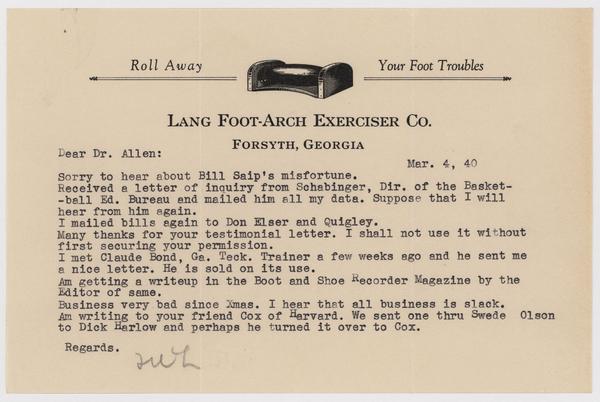 Roll Away Your Foot Troubles
LANG FOOT-ARCH EXERCISER CO.
FORSYTH, GEORGIA
Dear Dr. Allen:
Mar. 4, 40
Sorry to hear about Bill Saip's misfortune.
Received a letter of inquiry from Schabinger, Dir. of the Basket-
-ball Ed. Bureau and mailed him all my data. Suppose that I will
hear from him again.
I mailed bills again to Don Elser and Quigley.
Many thanks for your testimonial letter. I shall not use it without
first securing your permission.
I met Claude Bond, Ga. Teck. Trainer a few weeks ago and he sent me
a nice letter. He is sold on its use.
Am getting a writeup in the Boot and Shoe Recorder Magazine by the
Editor of same.
Business very bad since Xmas. I hear that all business is slack.
Am writing to your friend Cox of Harvard. We sent one thru Swede Olson
to Dick Harlow and perhaps he turned it over to Cox.
Regards.